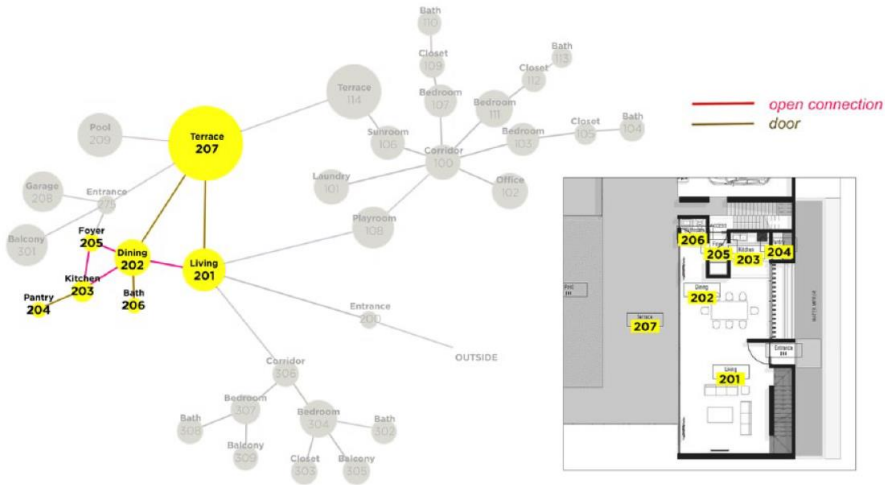 Bath
110
Closet
109
Bath
113
Closet
112
Terrace
114
Bedroom
107
Bedroom
111
open connection
door
Pool
209
Terrace
207
Sunroom
106
Bedroom
103
Closet
105
Bath
104
Corridor
100
Laundry
101
Office
102
Garage
208
Entrance
275
Playroom
108
Balcony
301
Foyer
205
Dining
202
Living
201
Kitchen
203
Pantry
204
Bath
206
Entrance
200
OUTSIDE
Corridor
306
Bedroom
307
Bath
308
Bedroom
304
Bath
302
Balcony
309
Closet
303
Balcony
305
206
205
Kitchen
203
204
Dining
202
Terrace
207
Entrance
Living
201